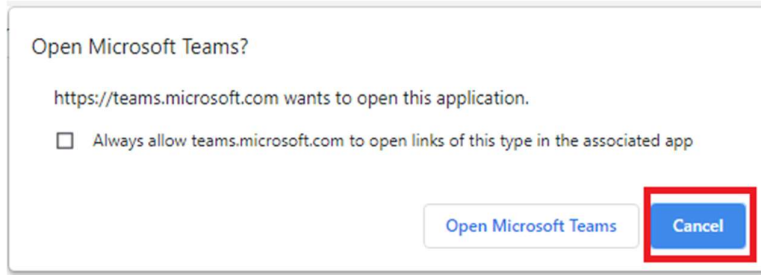 Open Microsoft Teams?
https://teams.microsoft.com wants to open this application.
Always allow teams.microsoft.com to open links of this type in the associated app
Open Microsoft Teams
Cancel